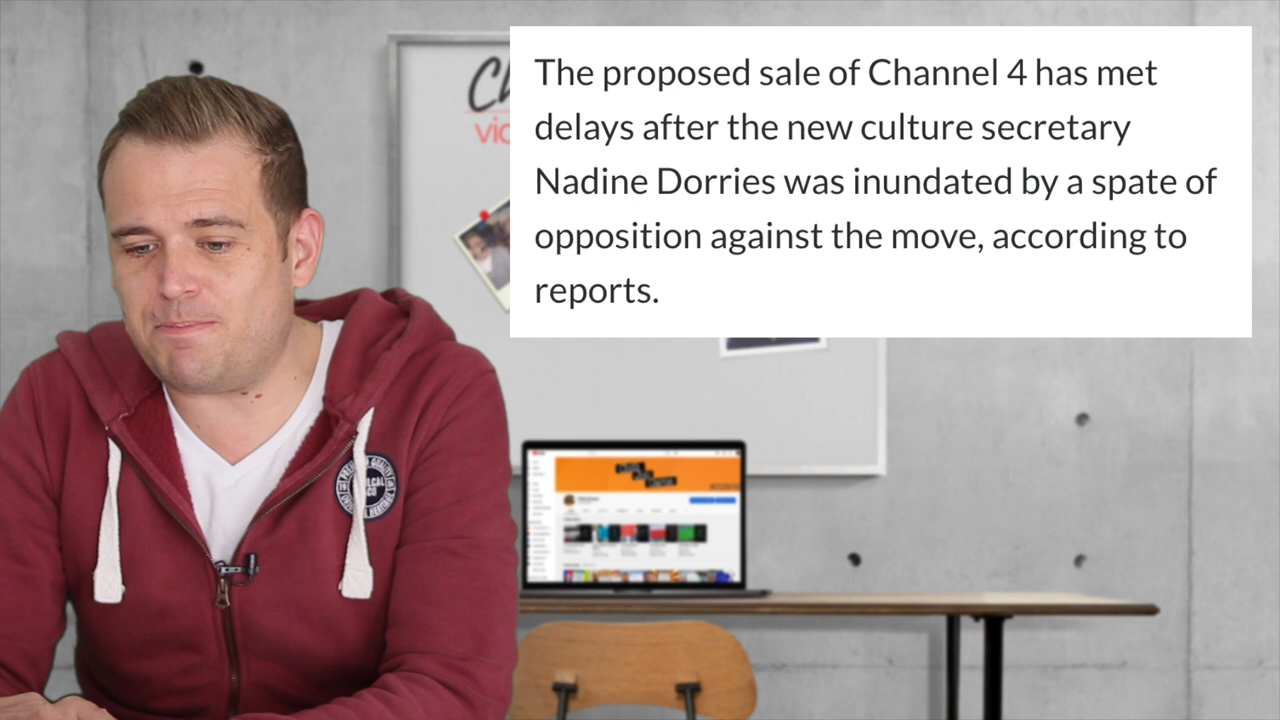 The proposed sale of Channel 4 has met
delays after the new culture secretary
Nadine Dorries was inundated by a spate of
opposition against the move, according to
reports.